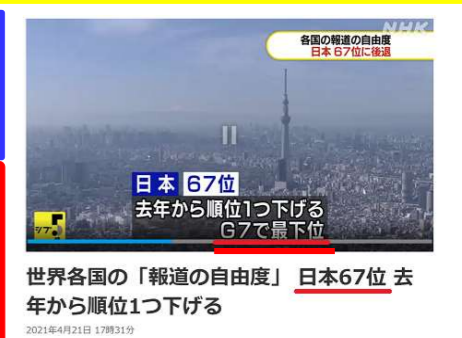 NHK
各国の報道の自由度
日本 67位に後退
日本 67位
去年から順位1つ下げる
G7で最下位
世界各国の「報道の自由度」 日本67位 去
年から順位1つ下げる
2021年4月21日 17時31分